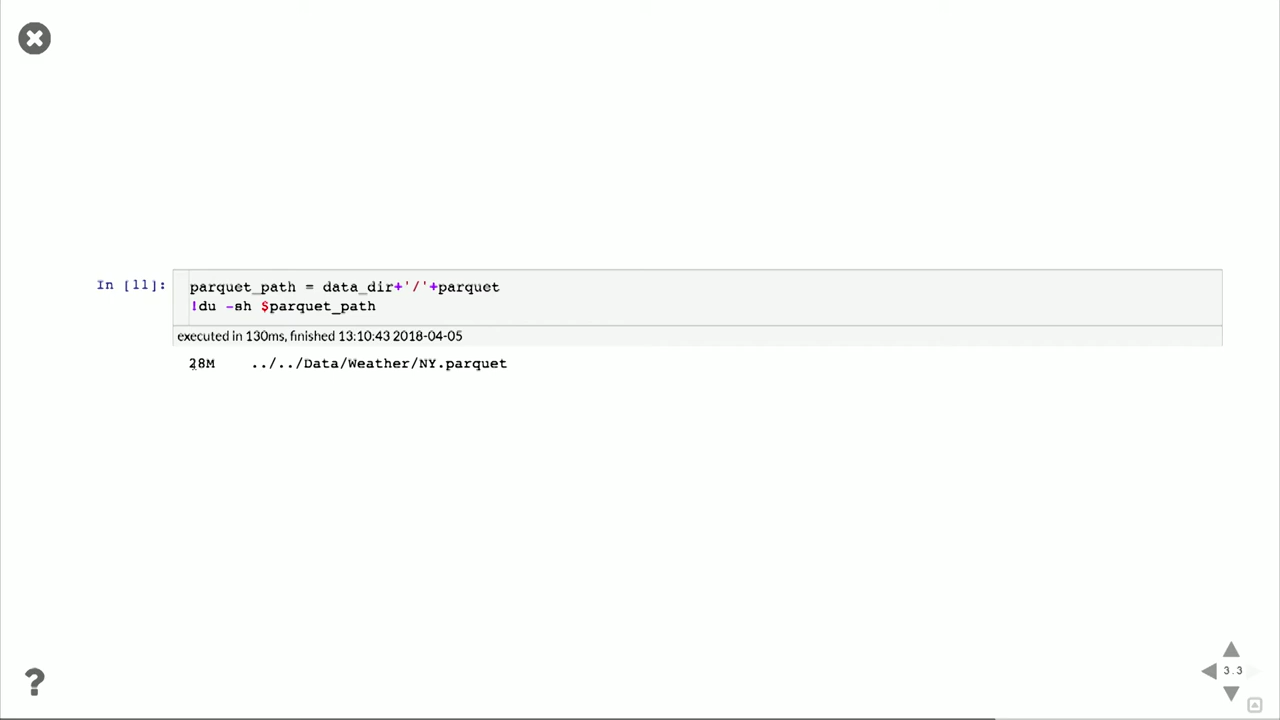 In [11]:
parquet_path = data_dir+'/'+parquet
!du -sh $parquet_path
executed in 130ms, finished 13:10:43 2018-04-05
28M ../../Data/Weather/NY.parquet
?
3.3